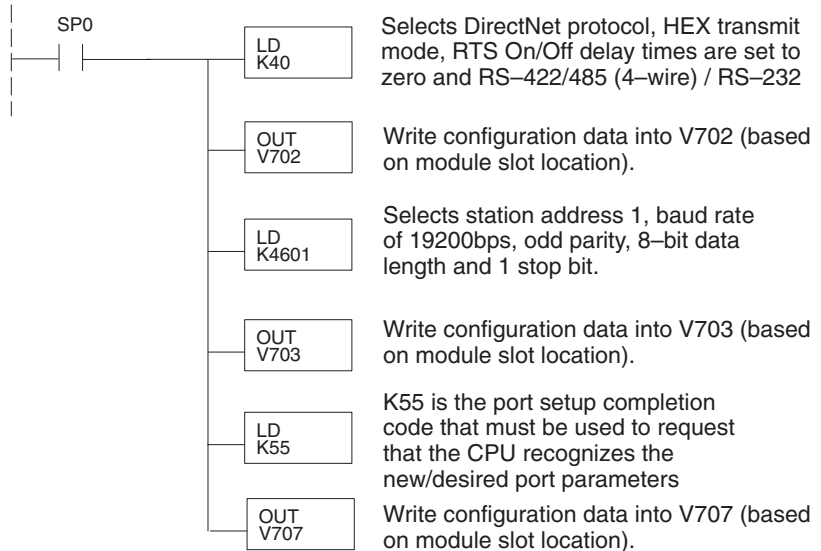 SP0
LD
K40
Selects DirectNet protocol, HEX transmit
mode, RTS On/Off delay times are set to
zero and RS–422/485 (4–wire) / RS–232
OUT
V702
Write configuration data into V702 (based
on module slot location).
LD
K4601
Selects station address 1, baud rate
of 19200bps, odd parity, 8–bit data
length and 1 stop bit.
OUT
V703
Write configuration data into V703 (based
on module slot location).
LD
K55
K55 is the port setup completion
code that must be used to request
that the CPU recognizes the
new/desired port parameters
OUT
V707
Write configuration data into V707 (based
on module slot location).